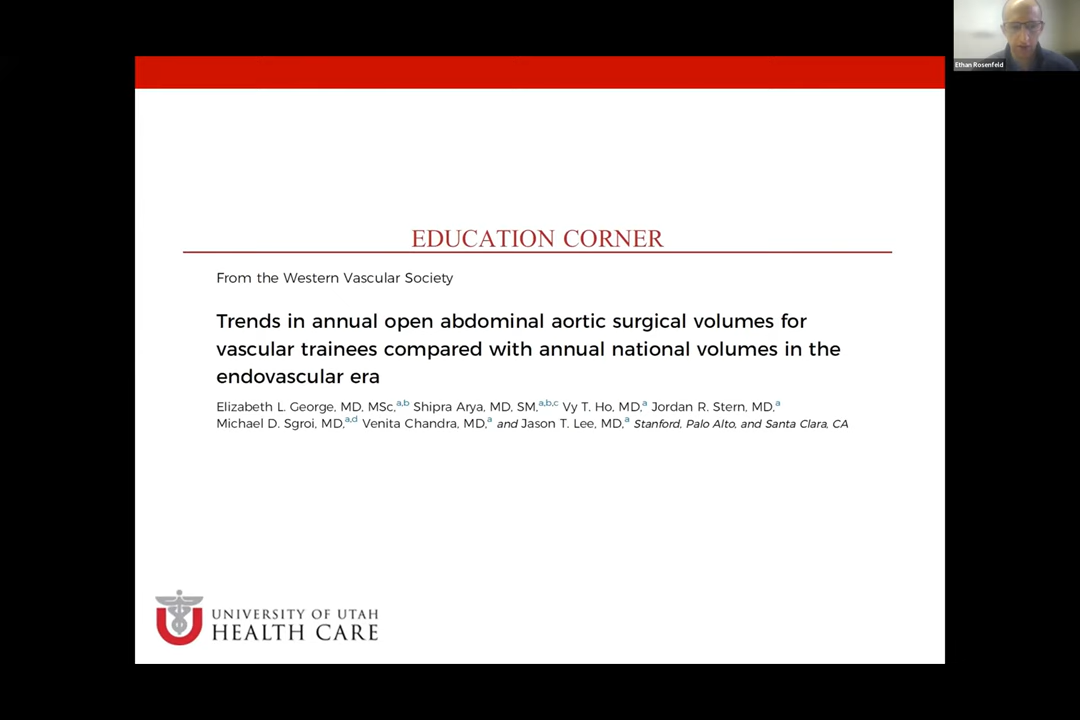 Ethan Rosenfeld
EDUCATION CORNER
From the Western Vascular Society
Trends in annual open abdominal aortic surgical volumes for
vascular trainees compared with annual national volumes in the
endovascular era
Elizabeth L. George, MD, MSc,a,b Shipra Arya, MD, SM,a,b,c Vy T. Ho, MD,a Jordan R. Stern, MD,a
Michael D. Sgroi, MD,a,d Venita Chandra, MD,a and Jason T. Lee, MD,a Stanford, Palo Alto, and Santa Clara, CA
UNIVERSITY OF UTAH
HEALTH CARE